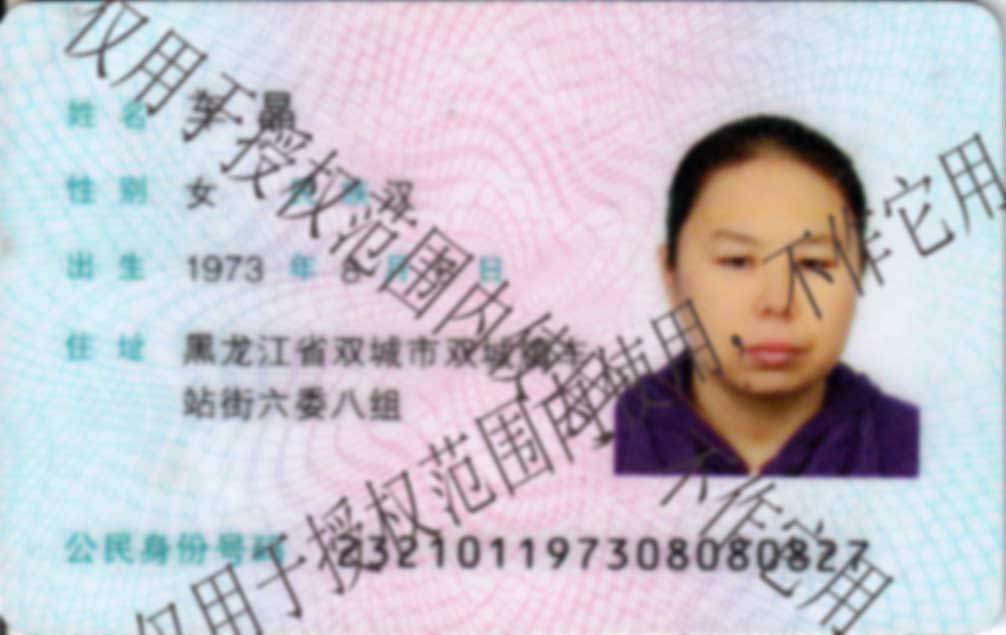 姓名 晶
性别 女 民族 汉
出生 1973 年 8 月 日
住址 黑龙江省双城市双城镇车
站街六委八组
公民身份号码 232101197308080827
仅用于授权范围内使用，不作它用
仅用于授权范围内使用，不作它用